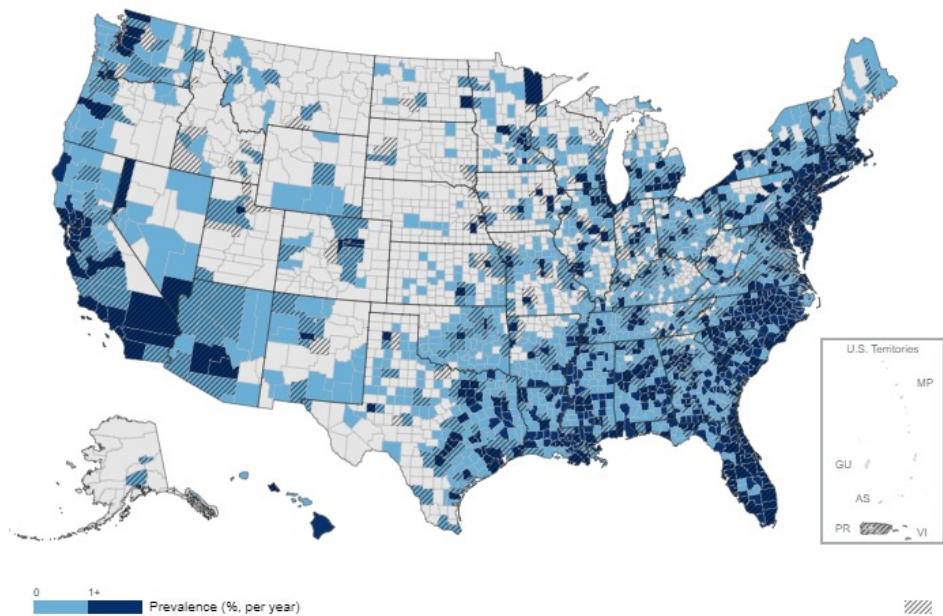 U.S. Territories
MP
GU
AS
PR
VI
0 1+
Prevalence (%, per year)